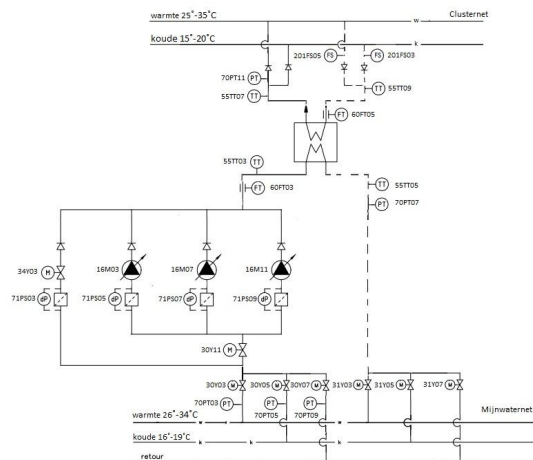 warmte 25°-35°C
w
Clusternet
koude 15°-20°C
k
201FS05 FS FS 201FS03
70PT11 PT
55TT07 TT TT 55TT09
FT 60FT05
55TT03 TT
TT 55TT05
FT 60FT03
PT 70PT07
34Y03 M 16M03 16M07 16M11
71PS03 dP 71PS05 dP 71PS07 dP 71PS09 dP
30Y11 M
30Y03 M 30Y05 M 30Y07 M 31Y03 M 31Y05 M 31Y07 M
70PT03 PT PT PT
70PT05 70PT09
warmte 26°-34°C
w w w
Mijnwaternet
koude 16°-19°C
k k k
retour